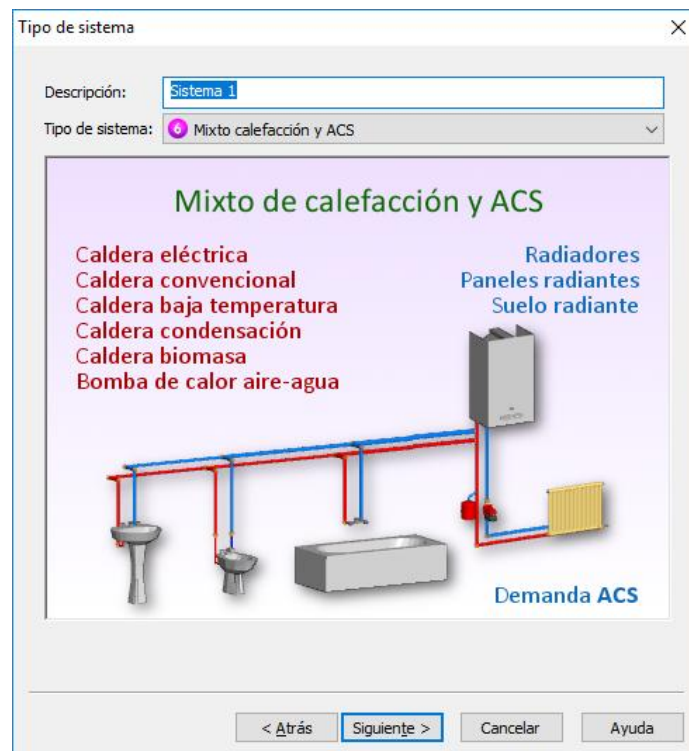 Tipo de sistema
Descripción: Sistema 1
Tipo de sistema: 6 Mixto calefacción y ACS
Mixto de calefacción y ACS
Caldera eléctrica
Caldera convencional
Caldera baja temperatura
Caldera condensación
Caldera biomasa
Bomba de calor aire-agua
Radiadores
Paneles radiantes
Suelo radiante
Demanda ACS
< Atrás Siguiente > Cancelar Ayuda